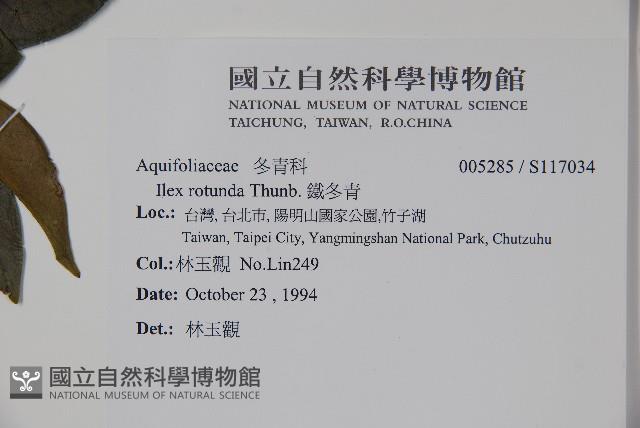 國立自然科學博物館
NATIONAL MUSEUM OF NATURAL SCIENCE
TAICHUNG, TAIWAN, R.O.CHINA
Aquifoliaceae 冬青科 005285 / S117034
Ilex rotunda Thunb. 鐵冬青
Loc.: 台灣, 台北市, 陽明山國家公園,竹子湖
Taiwan, Taipei City, Yangmingshan National Park, Chutzuhu
Col.: 林玉觀 No.Lin249
Date: October 23 , 1994
Det.: 林玉觀
國立自然科學博物館
NATIONAL MUSEUM OF NATURAL SCIENCE